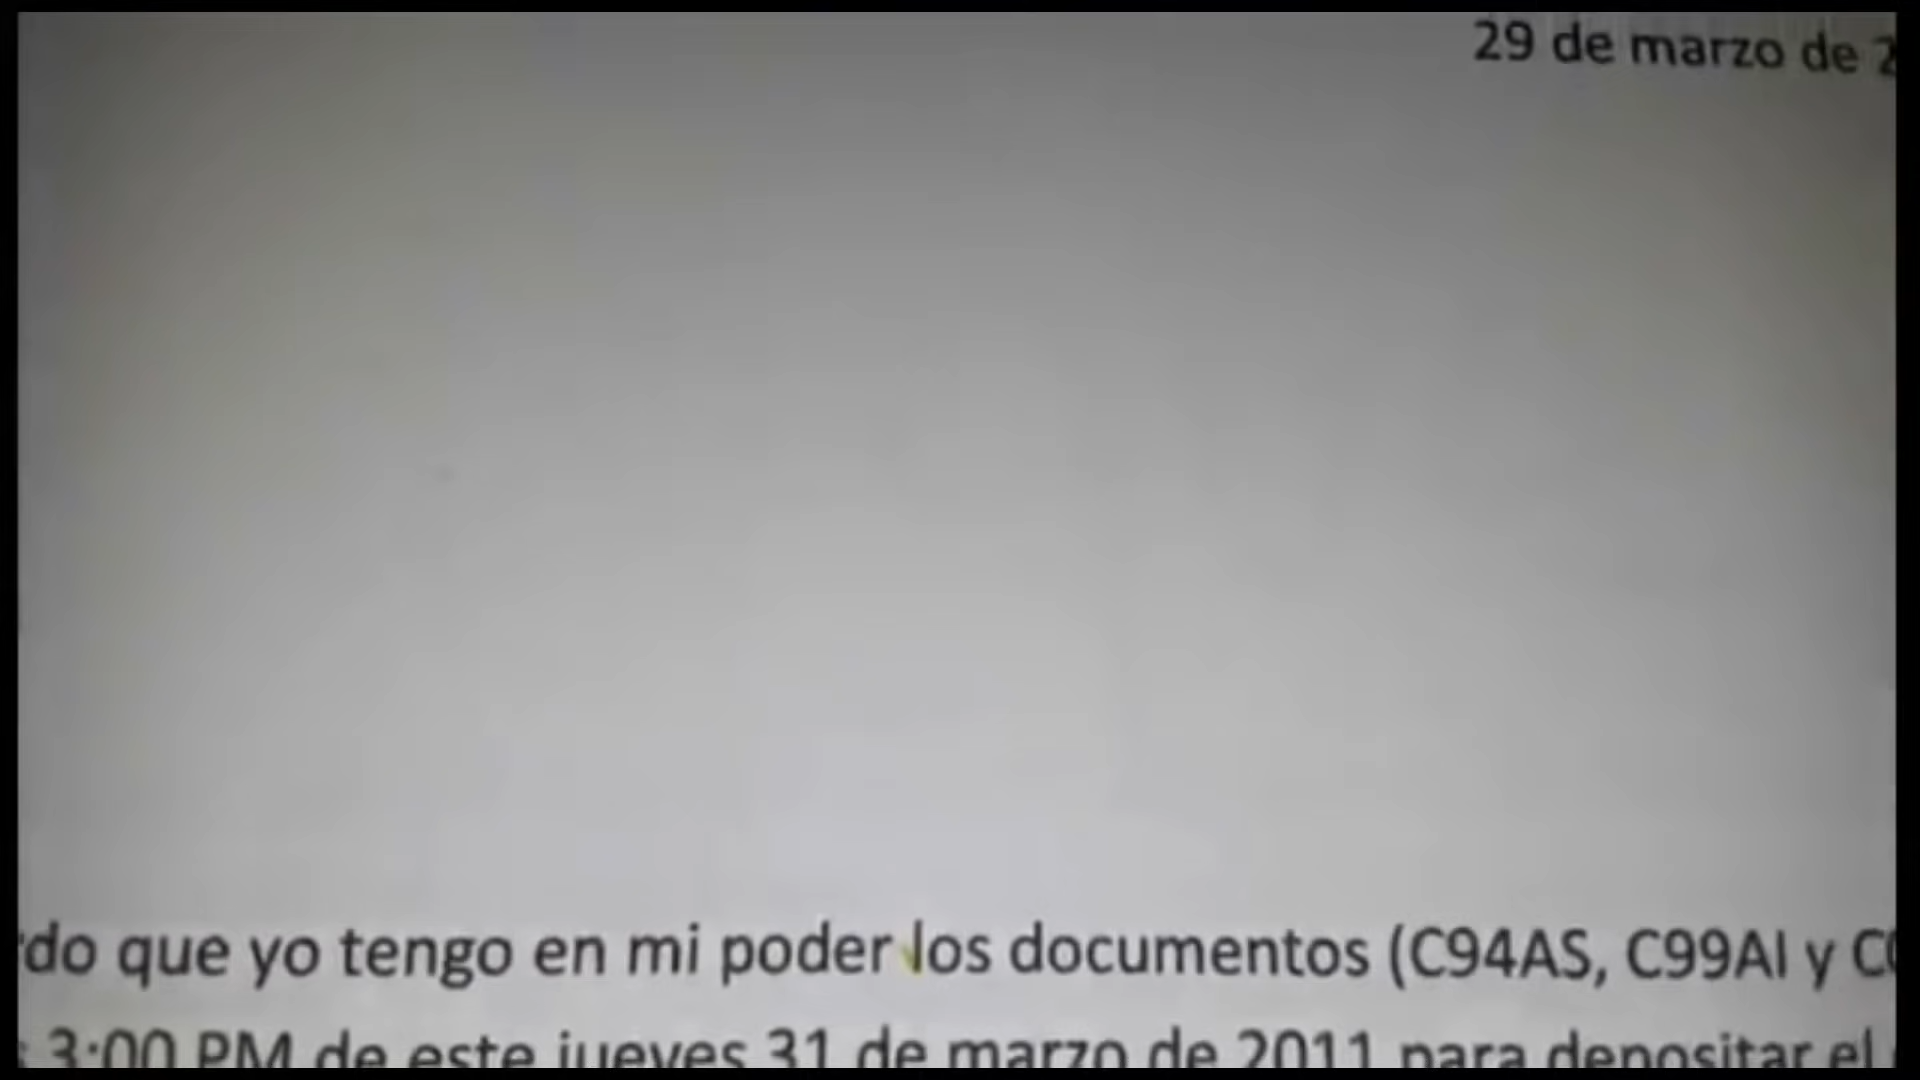 29 de marzo de
que yo tengo en mi poder los documentos (C94AS, C99AI y
3:00 PM de este jueves 31 de marzo de 2011 para depositar el